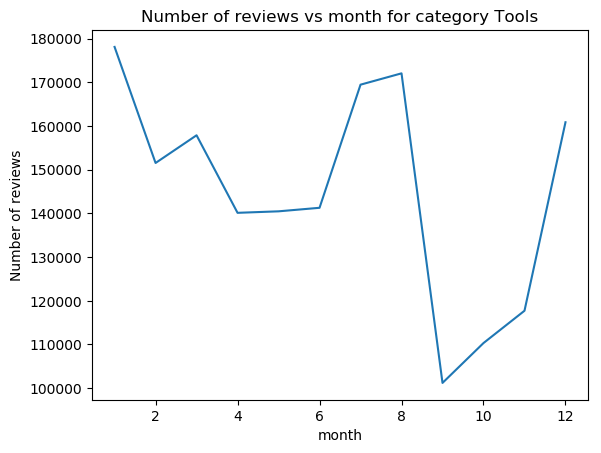 Number of reviews vs month for category Tools
Number of reviews
180000
170000
160000
150000
140000
130000
120000
110000
100000
2 4 6 8 10 12
month